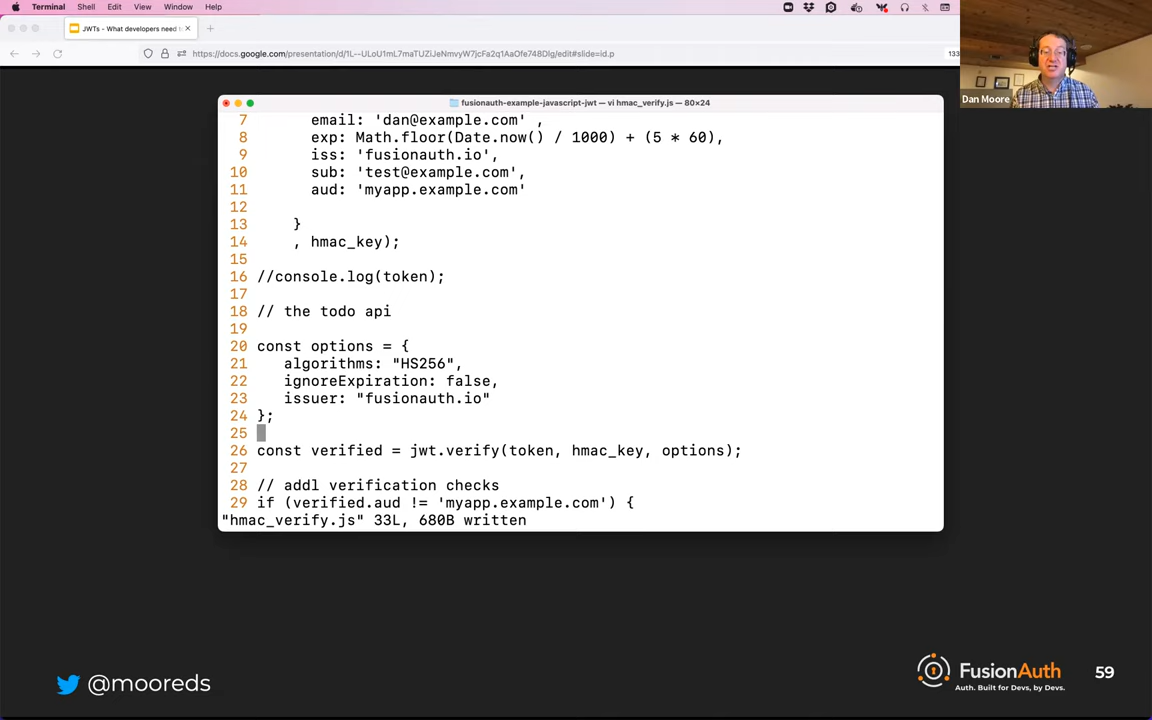 Terminal Shell Edit View Window Help
JWTs - What developers need t
https://docs.google.com/presentation/d/1L--ULoU1mL7maTUZiJeNmvyW7jcFa2q1AaOfe748DIg/edit#slide=id.p
133
Dan Moore
fusionauth-example-javascript-jwt — vi hmac_verify.js — 80×24
7 email: 'dan@example.com' ,
8 exp: Math.floor(Date.now() / 1000) + (5 * 60),
9 iss: 'fusionauth.io',
10 sub: 'test@example.com',
11 aud: 'myapp.example.com'
12
13 }
14 , hmac_key);
15
16 //console.log(token);
17
18 // the todo api
19
20 const options = {
21 algorithms: "HS256",
22 ignoreExpiration: false,
23 issuer: "fusionauth.io"
24 };
25
26 const verified = jwt.verify(token, hmac_key, options);
27
28 // addl verification checks
29 if (verified.aud != 'myapp.example.com') {
"hmac_verify.js" 33L, 680B written
@mooreds
FusionAuth
Auth. Built for Devs, by Devs.
59